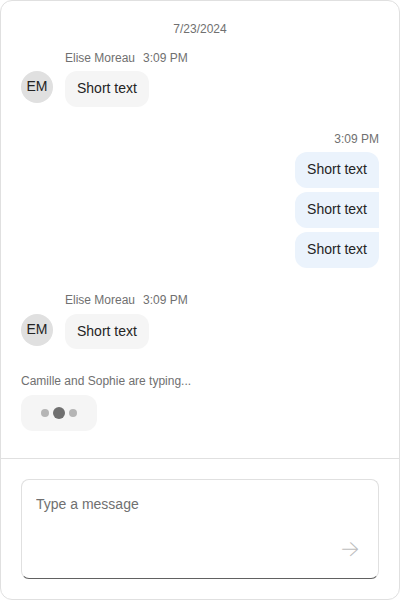 7/23/2024
Elise Moreau 3:09 PM
EM
Short text
3:09 PM
Short text
Short text
Short text
Elise Moreau 3:09 PM
EM
Short text
Camille and Sophie are typing...
Type a message